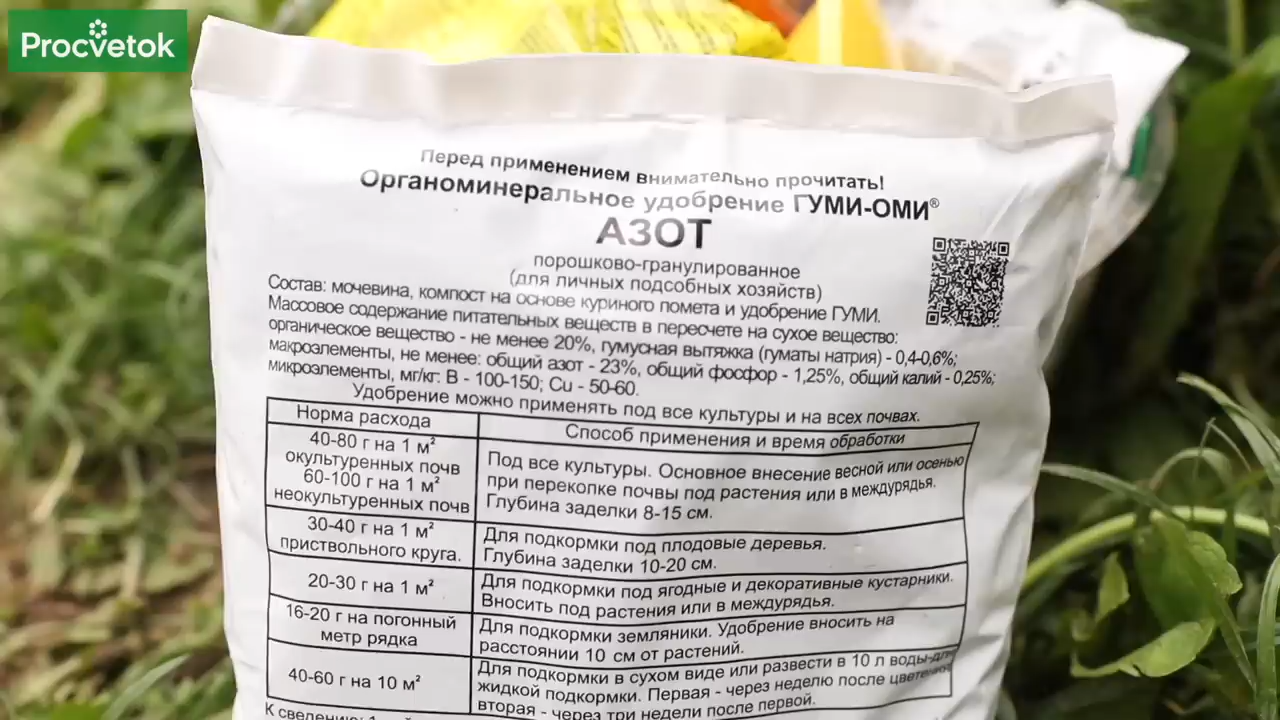 Procvetok
Перед применением внимательно прочитать!
Органоминеральное удобрение ГУМИ-ОМИ®
АЗОТ
порошково-гранулированное
(для личных подсобных хозяйств)
Состав: мочевина, компост на основе куриного помета и удобрение ГУМИ.
Массовое содержание питательных веществ в пересчете на сухое вещество:
органическое вещество - не менее 20%, гумусная вытяжка (гуматы натрия) - 0,4-0,6%;
макроэлементы, не менее: общий азот - 23%, общий фосфор - 1,25%, общий калий - 0,25%;
микроэлементы, мг/кг: B - 100-150; Cu - 50-60.
Удобрение можно применять под все культуры и на всех почвах.
Норма расхода
Способ применения и время обработки
40-80 г на 1 м²
окультуренных почв
60-100 г на 1 м²
неокультуренных почв
Под все культуры. Основное внесение весной или осенью
при перекопке почвы под растения или в междурядья.
Глубина заделки 8-15 см.
30-40 г на 1 м²
приствольного круга.
Для подкормки под плодовые деревья.
Глубина заделки 10-20 см.
20-30 г на 1 м²
Для подкормки под ягодные и декоративные кустарники.
Вносить под растения или в междурядья.
16-20 г на погонный
метр рядка
Для подкормки земляники. Удобрение вносить на
расстоянии 10 см от растений.
40-60 г на 10 м²
Для подкормки в сухом виде или развести в 10 л воды-для
жидкой подкормки. Первая - через неделю после цветения,
вторая - через три недели после первой.
К сведению: 1